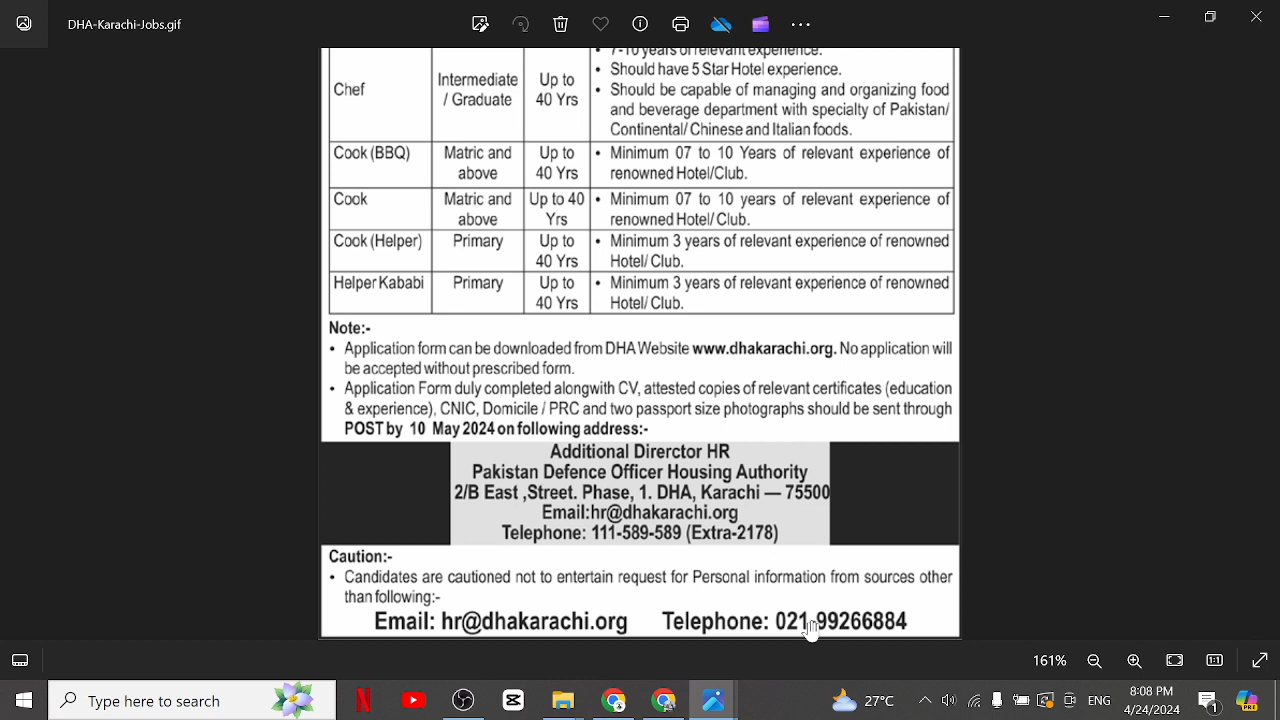 DHA-Karachi-Jobs.gif
7-10 years of relevant experience.
Should have 5 Star Hotel experience.
Chef
Intermediate / Graduate
Up to 40 Yrs
Should be capable of managing and organizing food
and beverage department with specialty of Pakistan/
Continental/ Chinese and Italian foods.
Cook (BBQ)
Matric and above
Up to 40 Yrs
Minimum 07 to 10 Years of relevant experience of
renowned Hotel/Club.
Cook
Matric and above
Up to 40 Yrs
Minimum 07 to 10 years of relevant experience of
renowned Hotel/ Club.
Cook (Helper)
Primary
Up to 40 Yrs
Minimum 3 years of relevant experience of renowned
Hotel/ Club.
Helper Kababi
Primary
Up to 40 Yrs
Minimum 3 years of relevant experience of renowned
Hotel/ Club.
Note:-
Application form can be downloaded from DHA Website www.dhakarachi.org. No application will
be accepted without prescribed form.
Application Form duly completed alongwith CV, attested copies of relevant certificates (education
& experience), CNIC, Domicile / PRC and two passport size photographs should be sent through
POST by 10 May 2024 on following address:-
Additional Direrctor HR
Pakistan Defence Officer Housing Authority
2/B East ,Street. Phase, 1. DHA, Karachi — 75500
Email:hr@dhakarachi.org
Telephone: 111-589-589 (Extra-2178)
Caution:-
Candidates are cautioned not to entertain request for Personal information from sources other
than following:-
Email: hr@dhakarachi.org Telephone: 021-99266884
161%
Type here to search
27°C
ENG
8:08 PM
4/24/2024